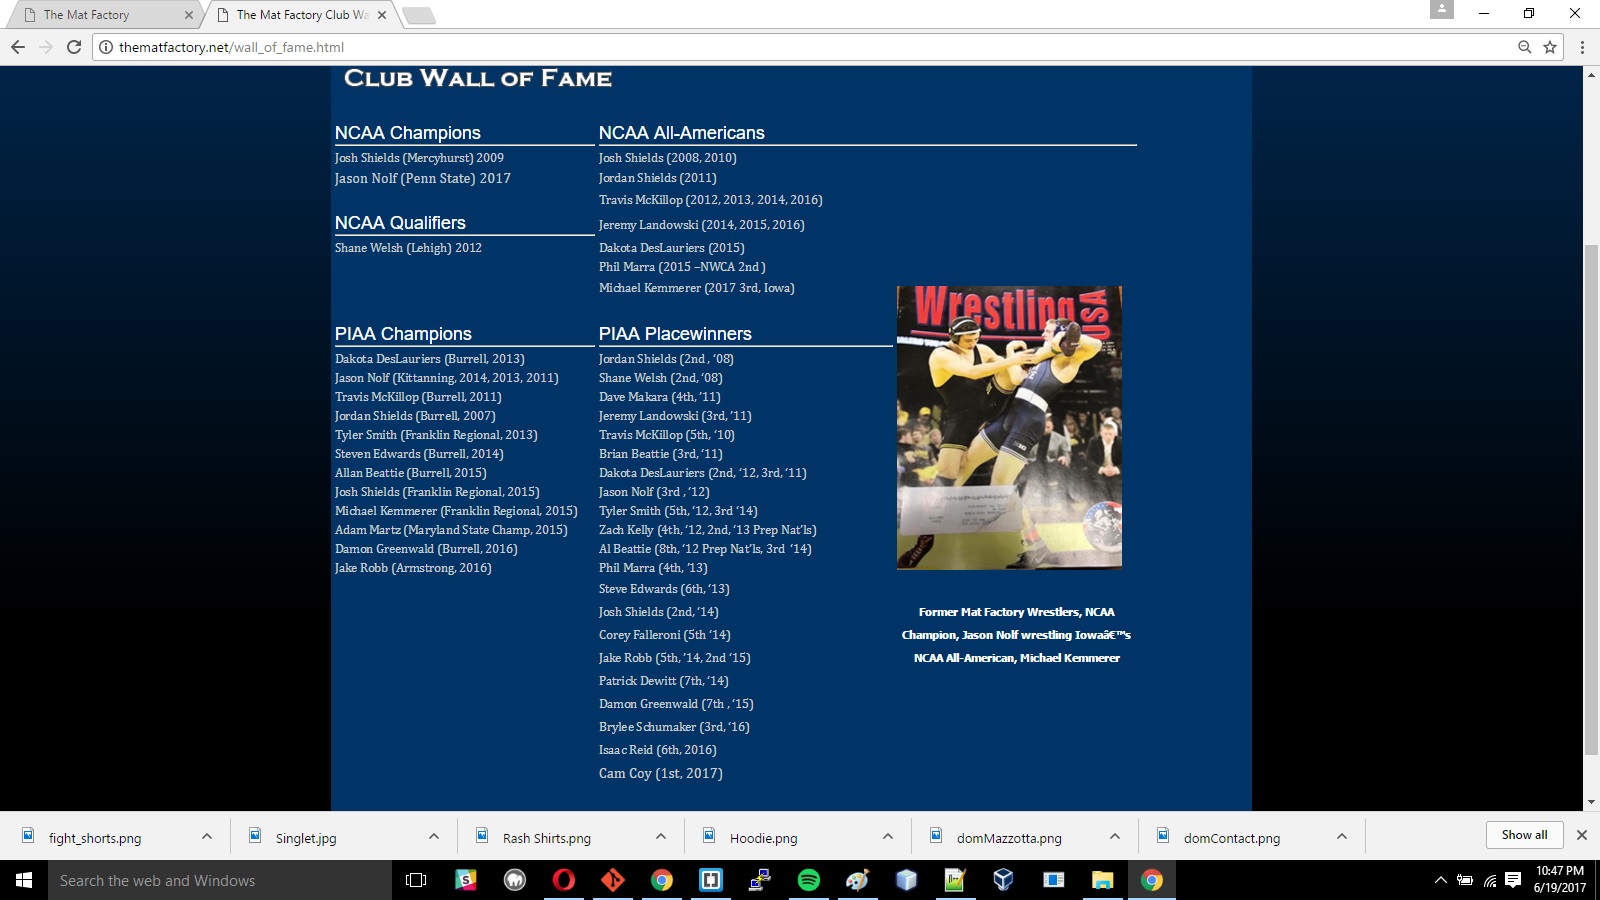 The Mat Factory
The Mat Factory Club Wa
thematfactory.net/wall_of_fame.html
Club Wall of Fame
NCAA Champions
Josh Shields (Mercyhurst) 2009
Jason Nolf (Penn State) 2017
NCAA Qualifiers
Shane Welsh (Lehigh) 2012
NCAA All-Americans
Josh Shields (2008, 2010)
Jordan Shields (2011)
Travis McKillop (2012, 2013, 2014, 2016)
Jeremy Landowski (2014, 2015, 2016)
Dakota DesLauriers (2015)
Phil Marra (2015 –NWCA 2nd )
Michael Kemmerer (2017 3rd, Iowa)
PIAA Champions
Dakota DesLauriers (Burrell, 2013)
Jason Nolf (Kittanning, 2014, 2013, 2011)
Travis McKillop (Burrell, 2011)
Jordan Shields (Burrell, 2007)
Tyler Smith (Franklin Regional, 2013)
Steven Edwards (Burrell, 2014)
Allan Beattie (Burrell, 2015)
Josh Shields (Franklin Regional, 2015)
Michael Kemmerer (Franklin Regional, 2015)
Adam Martz (Maryland State Champ, 2015)
Damon Greenwald (Burrell, 2016)
Jake Robb (Armstrong, 2016)
PIAA Placewinners
Jordan Shields (2nd , ‘08)
Shane Welsh (2nd, ‘08)
Dave Makara (4th, ’11)
Jeremy Landowski (3rd, ’11)
Travis McKillop (5th, ‘10)
Brian Beattie (3rd, ‘11)
Dakota DesLauriers (2nd, ‘12, 3rd, ‘11)
Jason Nolf (3rd , ‘12)
Tyler Smith (5th, ‘12, 3rd ‘14)
Zach Kelly (4th, ‘12, 2nd, ‘13 Prep Nat’ls)
Al Beattie (8th, ‘12 Prep Nat’ls, 3rd ‘14)
Phil Marra (4th, ’13)
Steve Edwards (6th, ‘13)
Josh Shields (2nd, ‘14)
Corey Falleroni (5th ‘14)
Jake Robb (5th, ’14, 2nd ‘15)
Patrick Dewitt (7th, ‘14)
Damon Greenwald (7th , ‘15)
Brylee Schumaker (3rd, ‘16)
Isaac Reid (6th, 2016)
Cam Coy (1st, 2017)
Wrestling USA
Former Mat Factory Wrestlers, NCAA
Champion, Jason Nolf wrestling Iowaâ€™s
NCAA All-American, Michael Kemmerer
fight_shorts.png
Singlet.jpg
Rash Shirts.png
Hoodie.png
domMazzotta.png
domContact.png
Show all
Search the web and Windows
10:47 PM
6/19/2017